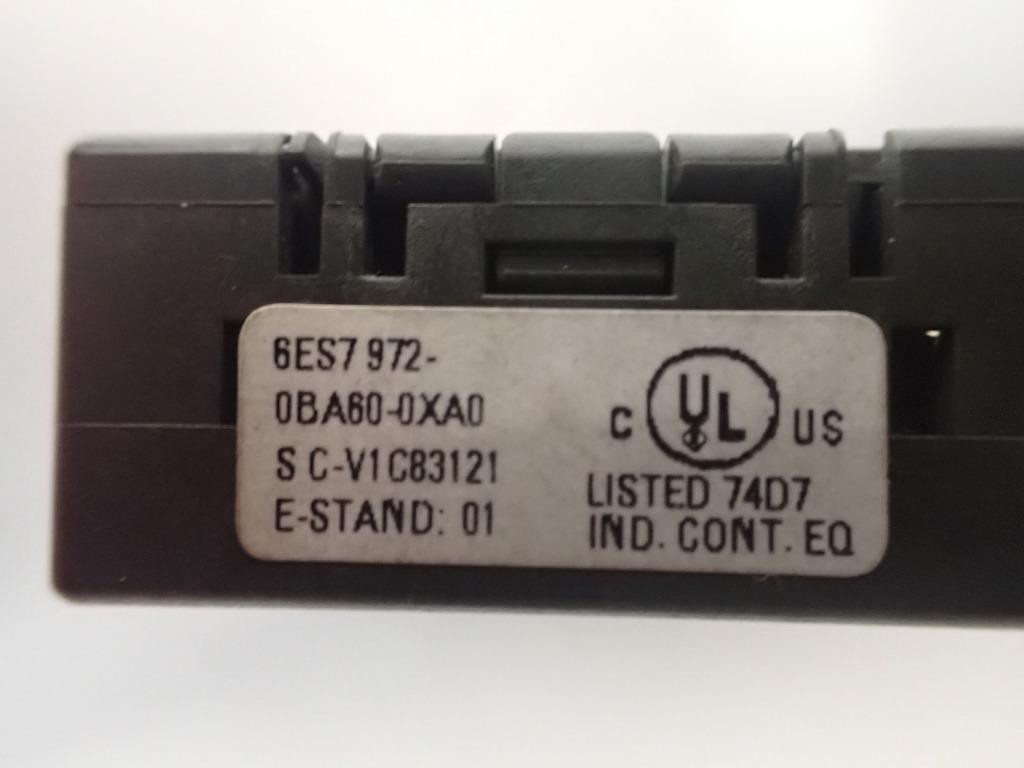 6ES7 972-
0BA60-0XA0
S C-V1C83121
E-STAND: 01
C UL US
LISTED 74D7
IND. CONT. EQ